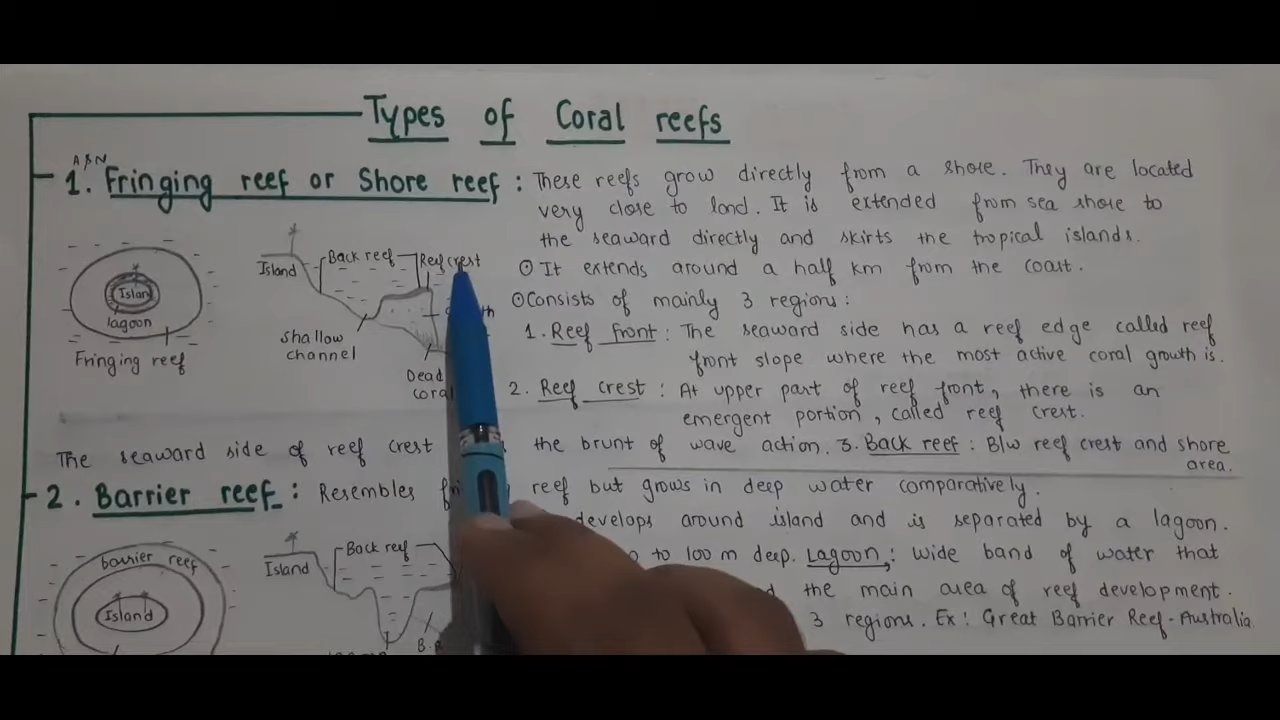 Types of Coral reefs
A & N
1. Fringing reef or Shore reef : These reefs grow directly from a shore. They are located
very close to land. It is extended from sea shore to
the seaward directly and skirts the tropical islands.
Island
Back reef
Reef crest
⊙ It extends around a half km from the coast.
Islan
lagoon
Fringing reef
shallow
channel
Dead
coral
⊙ Consists of mainly 3 regions :
1. Reef front : The seaward side has a reef edge called reef
front slope where the most active coral growth is.
2. Reef crest : At upper part of reef front, there is an
emergent portion, called reef crest.
The seaward side of reef crest the brunt of wave action. 3. Back reef : B/w reef crest and shore
area.
2. Barrier reef : Resembles reef but grows in deep water comparatively.
develops around island and is separated by a lagoon.
barrier reef
Island
Island
Back reef
to 100 m deep. Lagoon : wide band of water that
the main area of reef development.
3 regions. Ex : Great Barrier Reef - Australia.